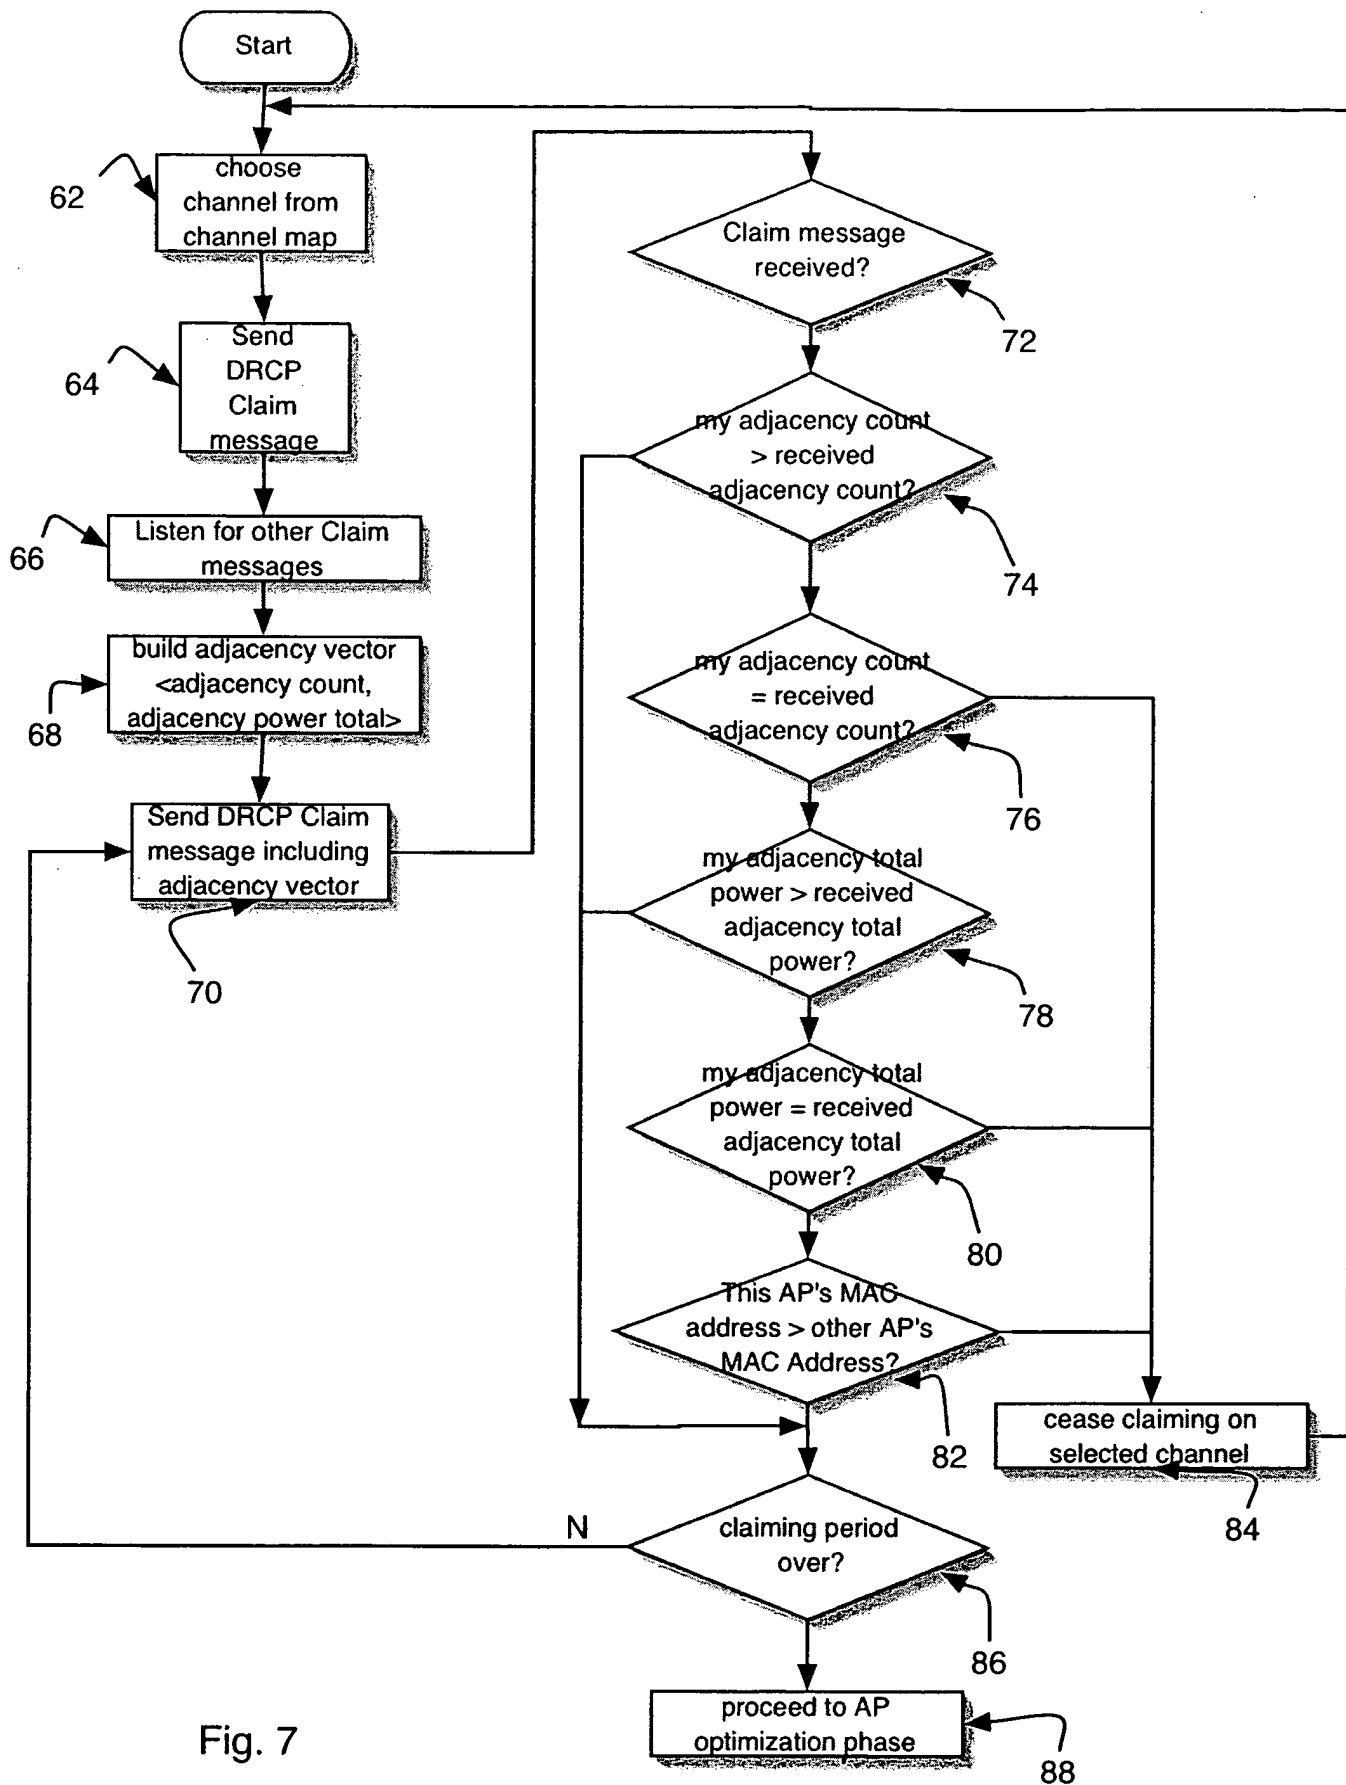 Start
choose
channel from
channel map
62
Send
DRCP
Claim
message
64
Listen for other Claim
messages
66
build adjacency vector
<adjacency count,
adjacency power total>
68
Send DRCP Claim
message including
adjacency vector
70
Claim message
received?
72
my adjacency count
> received
adjacency count?
74
my adjacency count
= received
adjacency count?
76
my adjacency total
power > received
adjacency total
power?
78
my adjacency total
power = received
adjacency total
power?
80
This AP's MAC
address > other AP's
MAC Address?
82
cease claiming on
selected channel
84
N
claiming period
over?
86
proceed to AP
optimization phase
88
Fig. 7